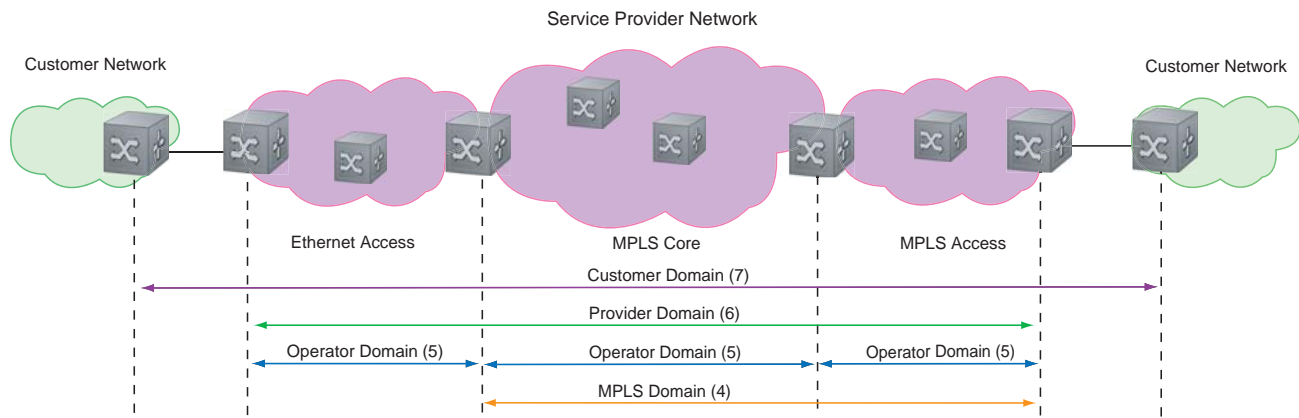 Service Provider Network
Customer Network
Customer Network
Ethernet Access
MPLS Core
MPLS Access
Customer Domain (7)
Provider Domain (6)
Operator Domain (5)
Operator Domain (5)
Operator Domain (5)
MPLS Domain (4)